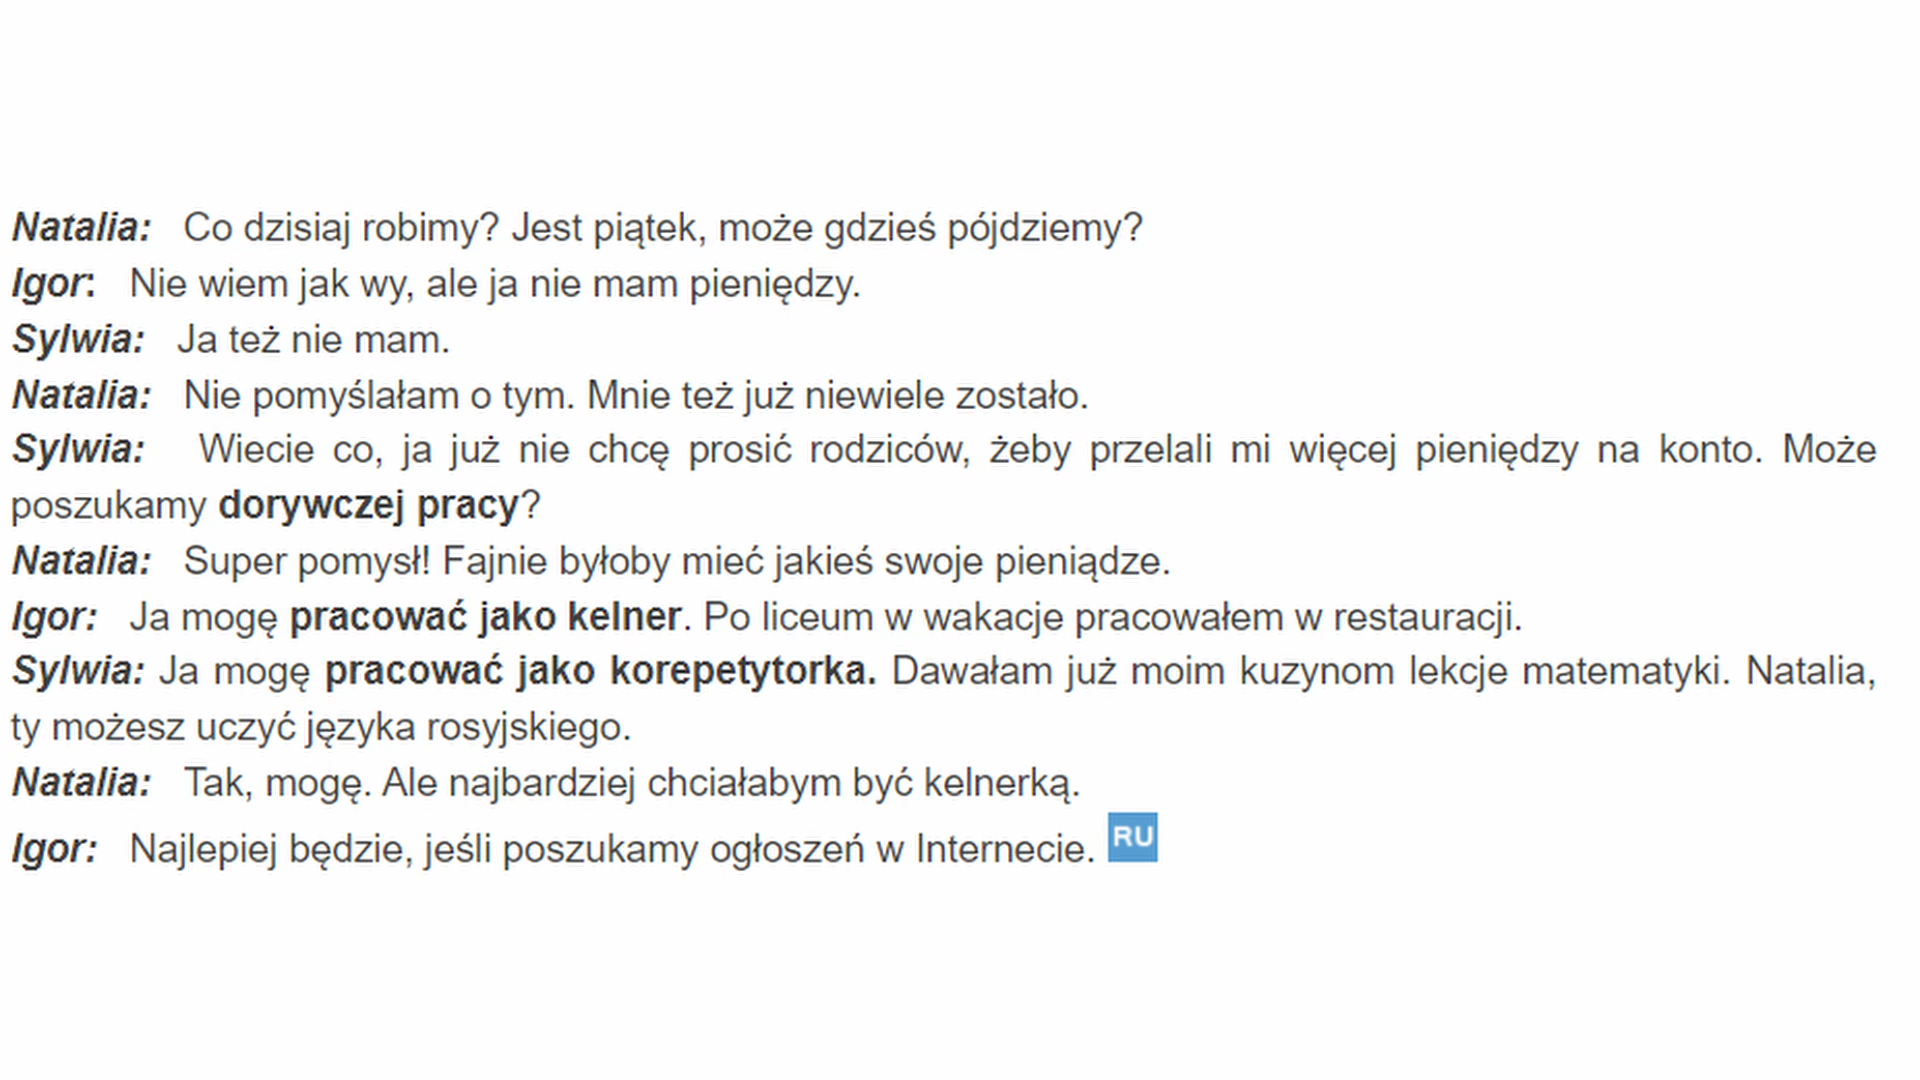 Natalia: Co dzisiaj robimy? Jest piątek, może gdzieś pójdziemy?
Igor: Nie wiem jak wy, ale ja nie mam pieniędzy.
Sylwia: Ja też nie mam.
Natalia: Nie pomyślałam o tym. Mnie też już niewiele zostało.
Sylwia: Wiecie co, ja już nie chcę prosić rodziców, żeby przelali mi więcej pieniędzy na konto. Może
poszukamy dorywczej pracy?
Natalia: Super pomysł! Fajnie byłoby mieć jakieś swoje pieniądze.
Igor: Ja mogę pracować jako kelner. Po liceum w wakacje pracowałem w restauracji.
Sylwia: Ja mogę pracować jako korepetytorka. Dawałam już moim kuzynom lekcje matematyki. Natalia,
ty możesz uczyć języka rosyjskiego.
Natalia: Tak, mogę. Ale najbardziej chciałabym być kelnerką.
Igor: Najlepiej będzie, jeśli poszukamy ogłoszeń w Internecie. RU